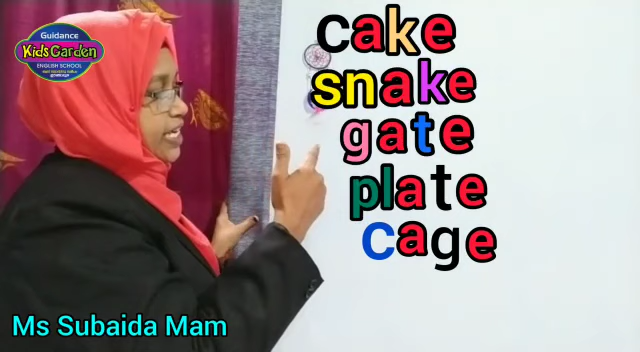 Guidance
Kids Garden
ENGLISH SCHOOL
cake
snake
gate
plate
cage
Ms Subaida Mam